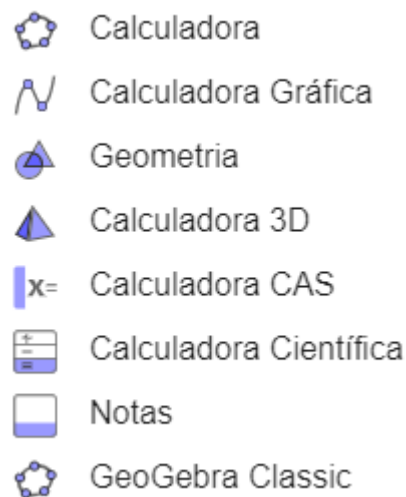 Calculadora
Calculadora Gráfica
Geometria
Calculadora 3D
x= Calculadora CAS
Calculadora Científica
Notas
GeoGebra Classic